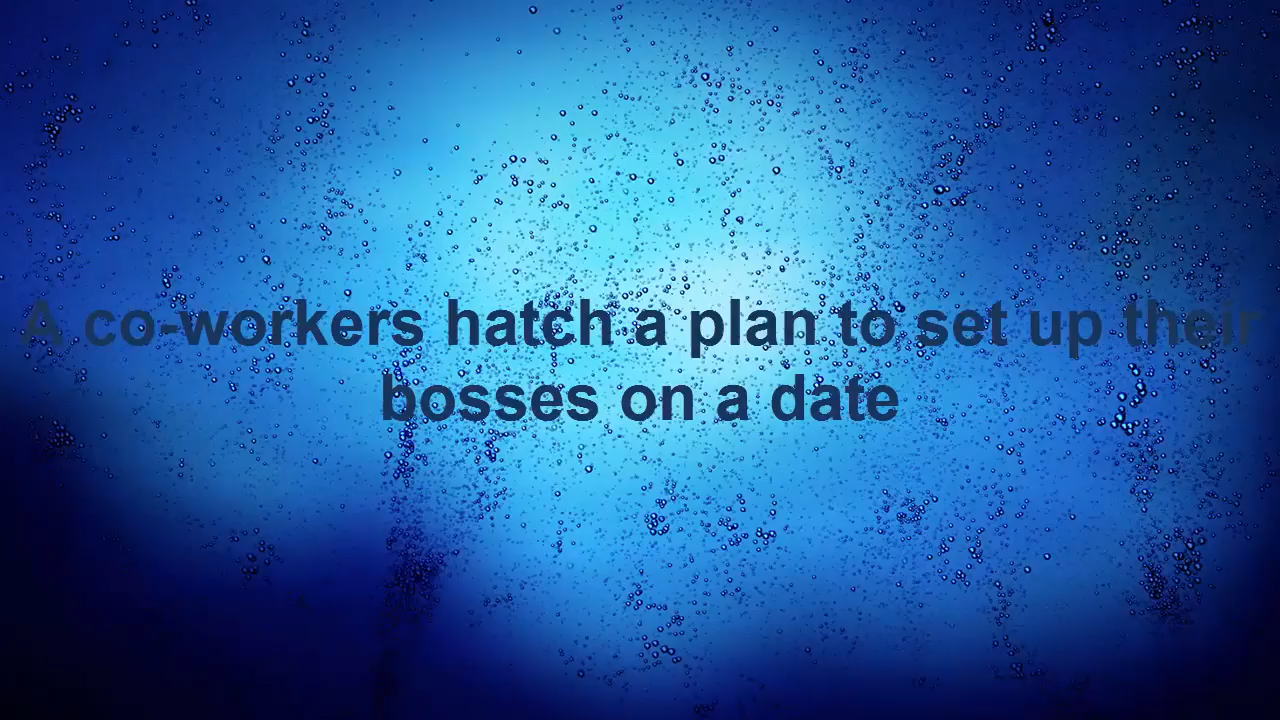 A co-workers hatch a plan to set up their
bosses on a date